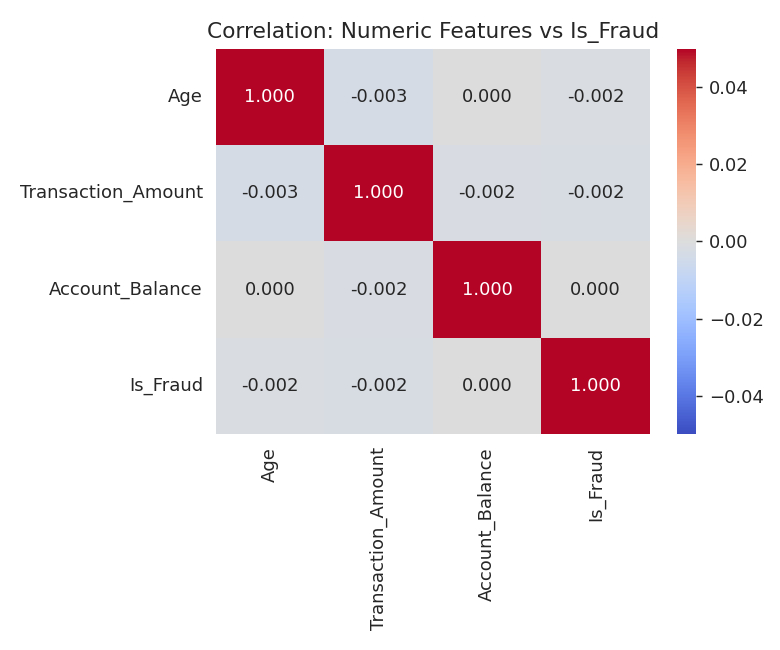 Correlation: Numeric Features vs Is_Fraud
Age 1.000 -0.003 0.000 -0.002
Transaction_Amount -0.003 1.000 -0.002 -0.002
Account_Balance 0.000 -0.002 1.000 0.000
Is_Fraud -0.002 -0.002 0.000 1.000
Age
Transaction_Amount
Account_Balance
Is_Fraud
0.04
0.02
0.00
−0.02
−0.04